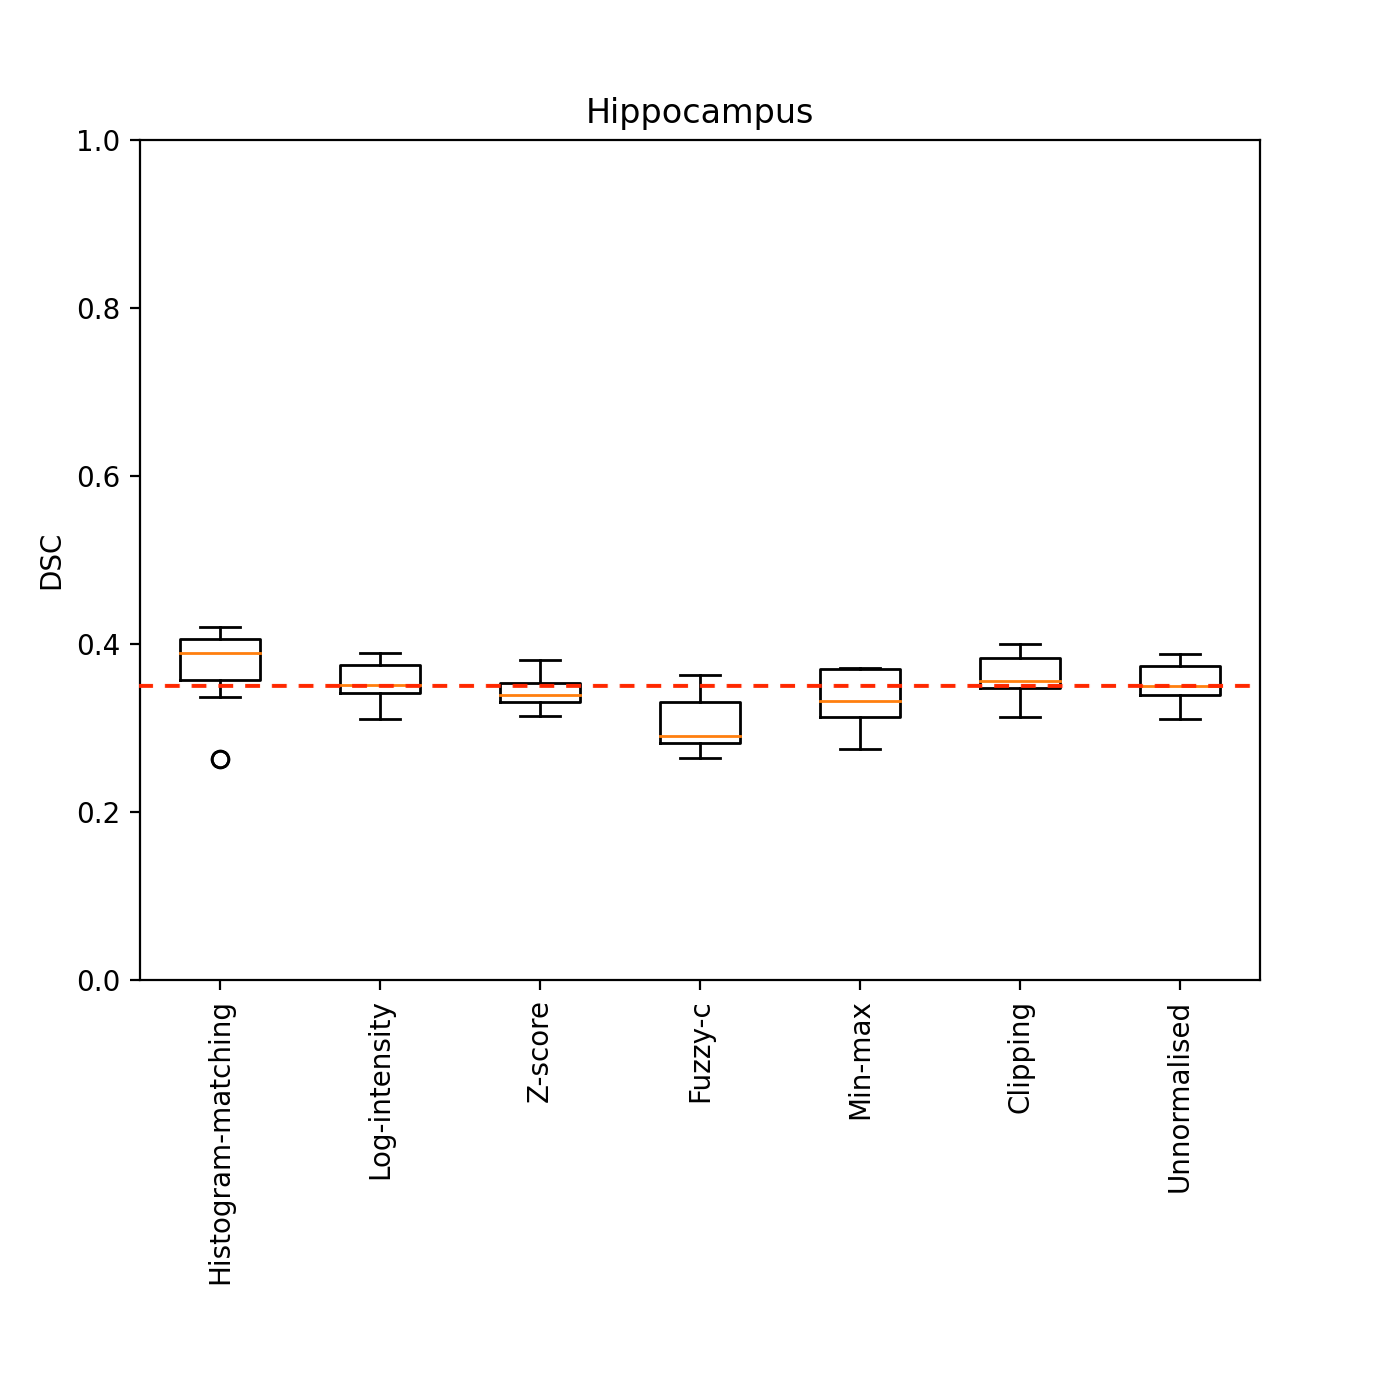 Hippocampus
1.0
0.8
0.6
DSC
0.4
0.2
0.0
Histogram-matching
Log-intensity
Z-score
Fuzzy-c
Min-max
Clipping
Unnormalised